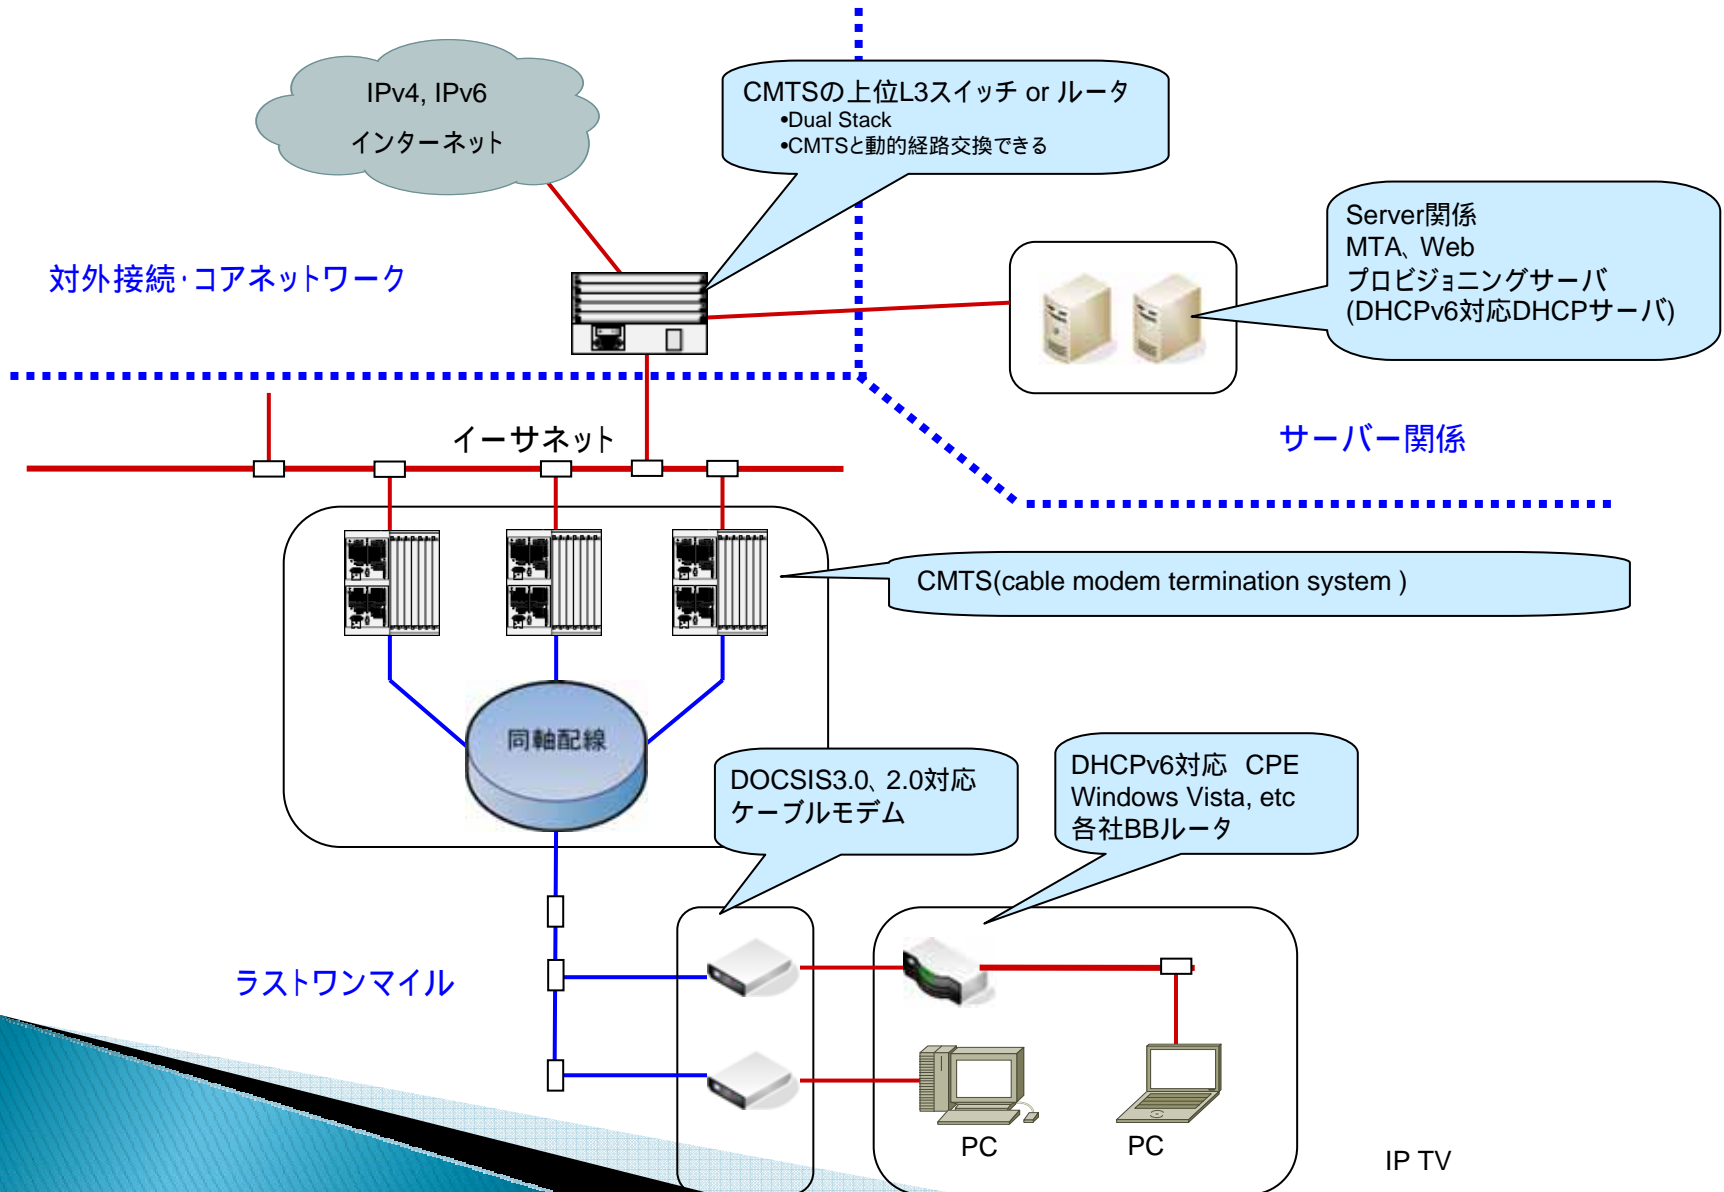 IPv4, IPv6
インターネット
CMTSの上位L3スイッチ or ルータ
•Dual Stack
•CMTSと動的経路交換できる
Server関係
MTA、Web
プロビジョニングサーバ
(DHCPv6対応DHCPサーバ)
対外接続・コアネットワーク
イーサネット
サーバー関係
CMTS(cable modem termination system )
同軸配線
DOCSIS3.0、2.0対応
ケーブルモデム
DHCPv6対応 CPE
Windows Vista, etc
各社BBルータ
ラストワンマイル
PC
PC
IP TV